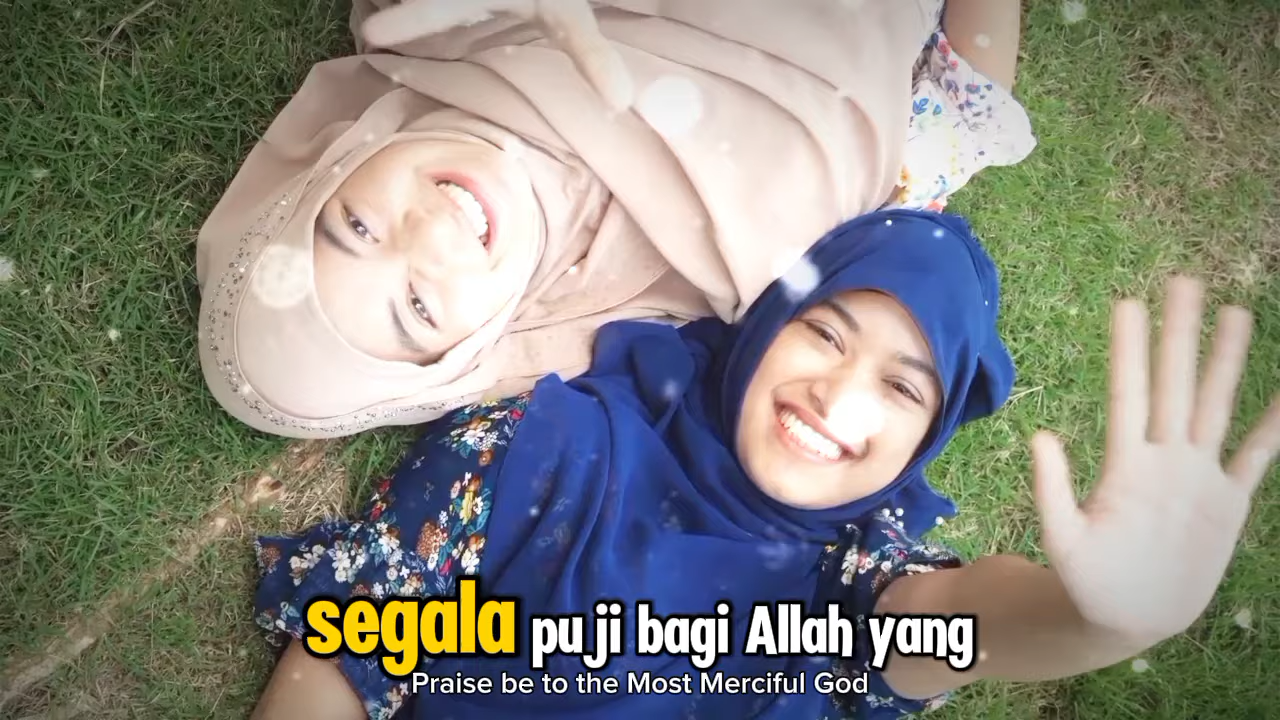 segala puji bagi Allah yang
Praise be to the Most Merciful God